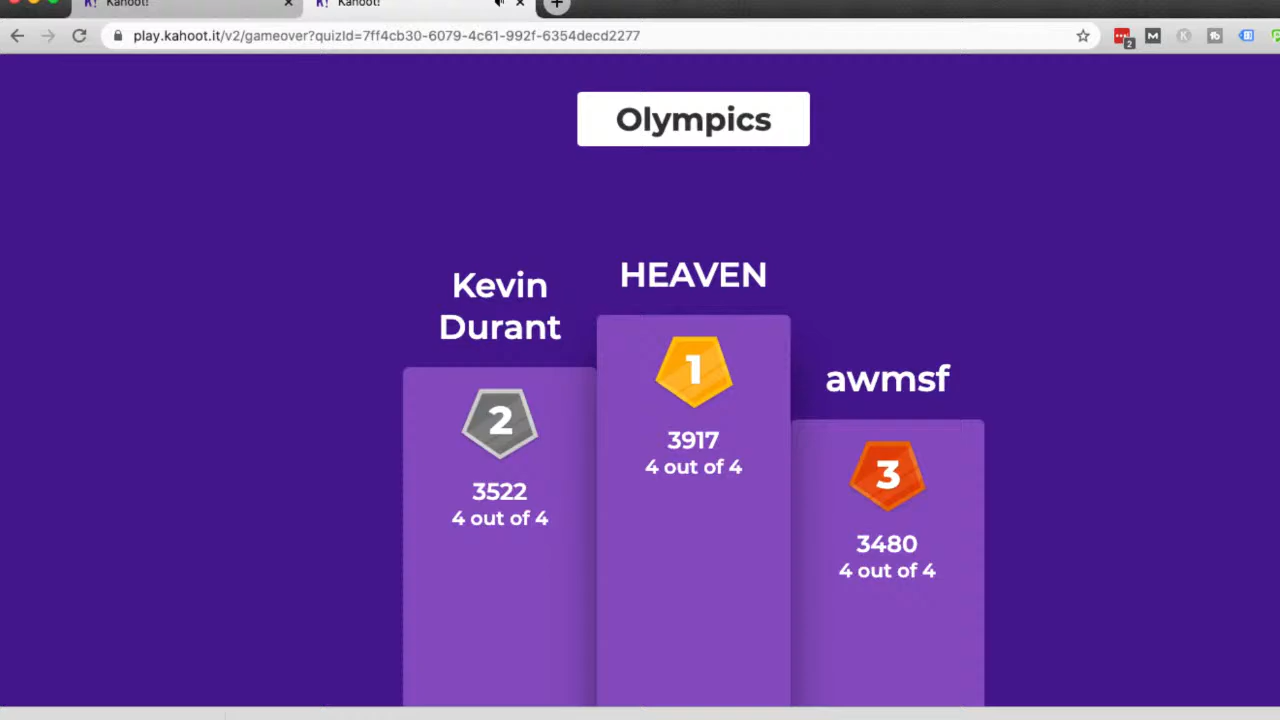 Kahoot!
Kahoot!
play.kahoot.it/v2/gameover?quizId=7ff4cb30-6079-4c61-992f-6354decd2277
2
Olympics
Kevin
Durant
2
3522
4 out of 4
HEAVEN
1
3917
4 out of 4
awmsf
3
3480
4 out of 4